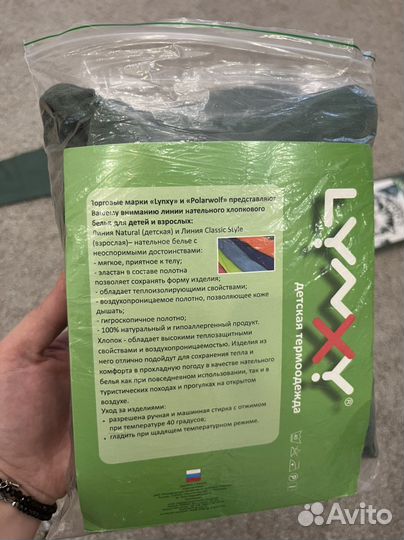 Торговые марки «Lynxy» и «Polarwolf» представляют
Вашему вниманию линии нательного хлопкового
белья для детей и взрослых:
Линия Natural (детская) и Линия Classic Style
(взрослая)– нательное белье с
неоспоримыми достоинствами:
- мягкое, приятное к телу;
- эластан в составе полотна
позволяет сохранять форму изделия;
- обладает теплоизолирующими свойствами;
- воздухопроницаемое полотно, позволяющее коже
дышать;
- гигроскопичное полотно;
- 100% натуральный и гипоаллергенный продукт.
Хлопок - обладает высокими теплозащитными
свойствами и воздухопроницаемостью. Изделия из
него отлично подойдут для сохранения тепла и
комфорта в прохладную погоду в качестве нательного
белья как при повседневном использовании, так и в
туристических походах и прогулках на открытом
воздухе.
Уход за изделиями:
• разрешена ручная и машинная стирка с отжимом
при температуре 40 градусов;
• гладить при щадящем температурном режиме.
LYNXY®
детская термоодежда
Avito